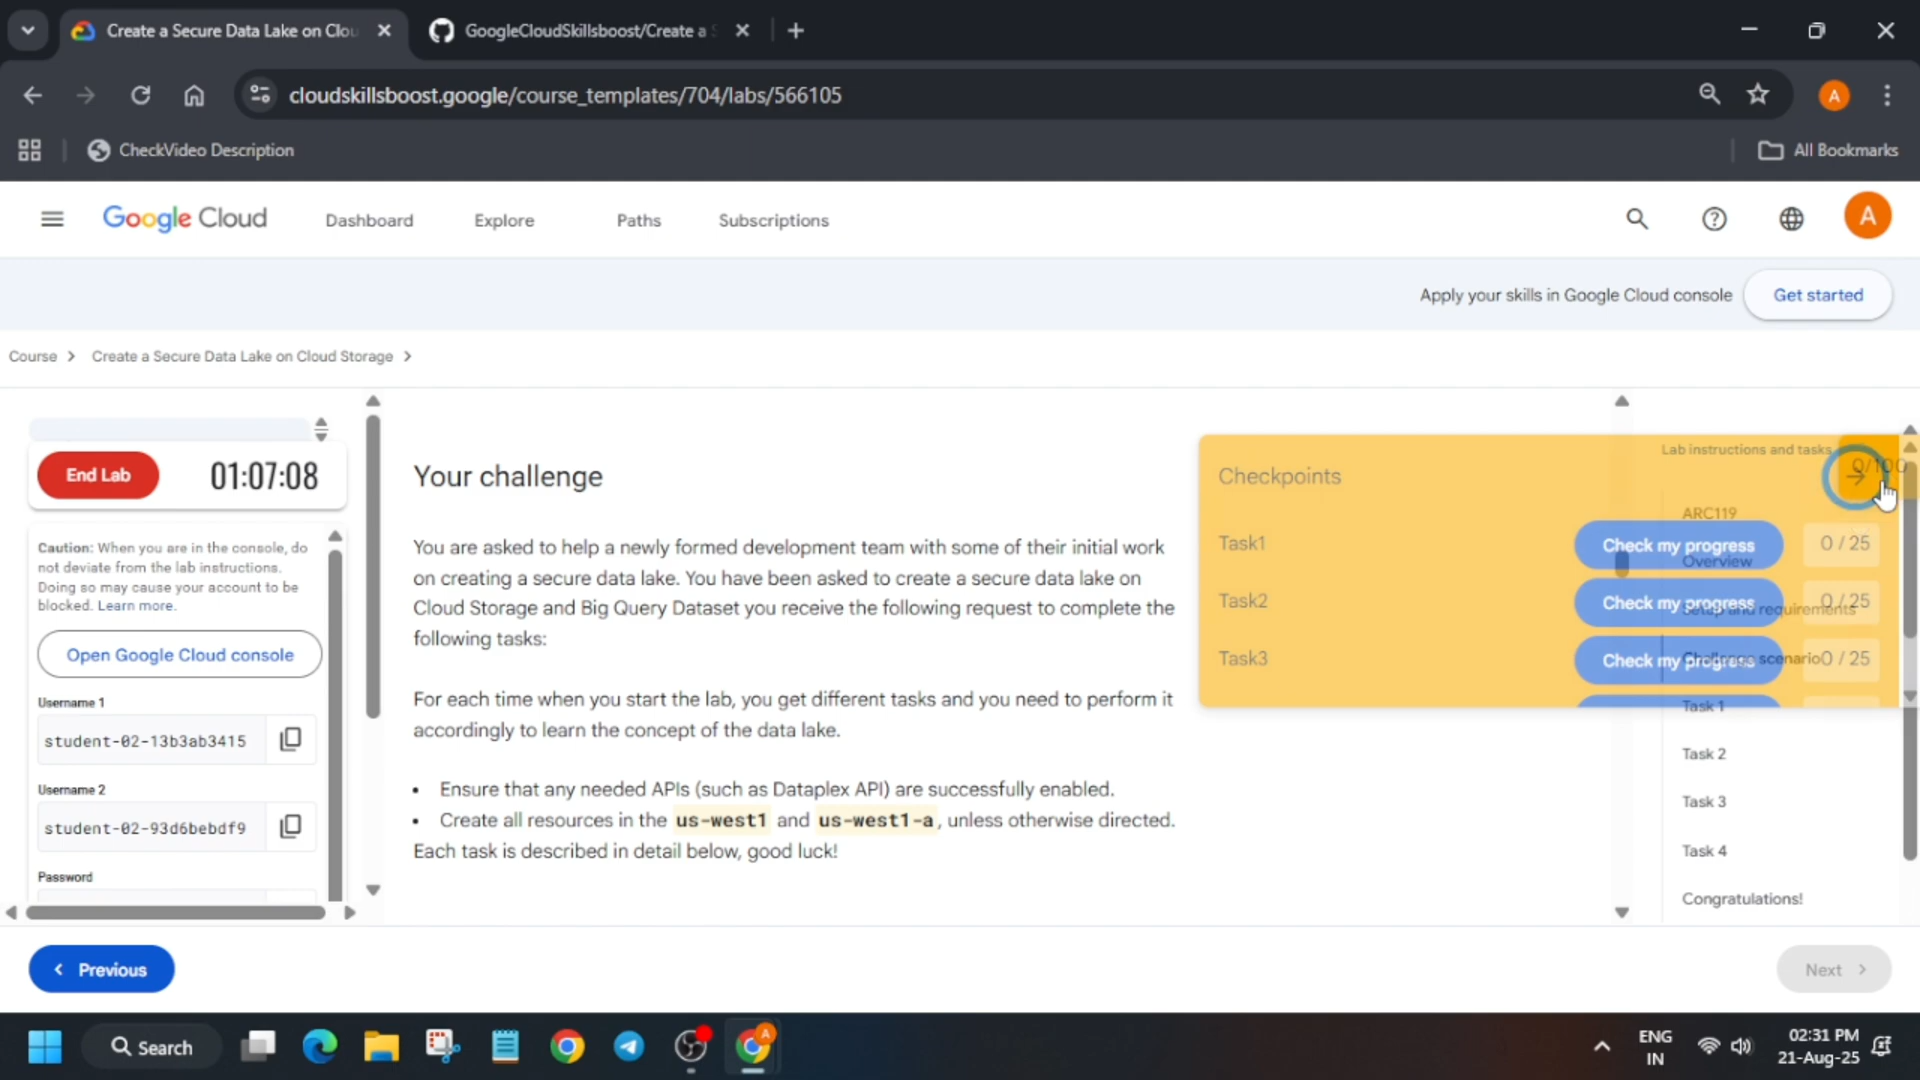 Create a Secure Data Lake on Clou
GoogleCloudSkillsboost/Create a S
cloudskillsboost.google/course_templates/704/labs/566105
A
CheckVideo Description
All Bookmarks
Google Cloud
Dashboard
Explore
Paths
Subscriptions
A
Apply your skills in Google Cloud console
Get started
Course
Create a Secure Data Lake on Cloud Storage
End Lab
01:07:08
Caution: When you are in the console, do
not deviate from the lab instructions.
Doing so may cause your account to be
blocked. Learn more.
Open Google Cloud console
Username 1
student-02-13b3ab3415
Username 2
student-02-93d6bebdf9
Password
Your challenge
You are asked to help a newly formed development team with some of their initial work
on creating a secure data lake. You have been asked to create a secure data lake on
Cloud Storage and Big Query Dataset you receive the following request to complete the
following tasks:
For each time when you start the lab, you get different tasks and you need to perform it
accordingly to learn the concept of the data lake.
• Ensure that any needed APIs (such as Dataplex API) are successfully enabled.
• Create all resources in the us-west1 and us-west1-a, unless otherwise directed.
Each task is described in detail below, good luck!
Checkpoints
0/100
Task1
Check my progress
0 / 25
Task2
Check my progress
0 / 25
Task3
Check my progress
0 / 25
Lab instructions and tasks
ARC119
Overview
Setup and requirements
Challenge scenario
Task 1
Task 2
Task 3
Task 4
Congratulations!
Previous
Next
Search
A
ENG
IN
02:31 PM
21-Aug-25